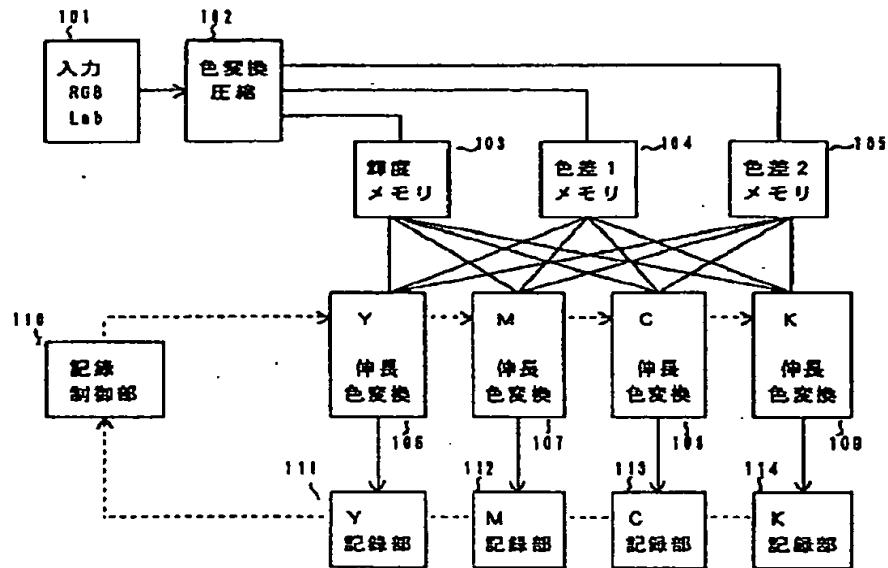 101
入力
RGB
Lab
102
色変換
圧縮
103
輝度
メモリ
104
色差1
メモリ
105
色差2
メモリ
110
記録
制御部
Y
伸長
色変換
106
M
伸長
色変換
107
C
伸長
色変換
108
K
伸長
色変換
109
111
Y
記録部
112
M
記録部
113
C
記録部
114
K
記録部